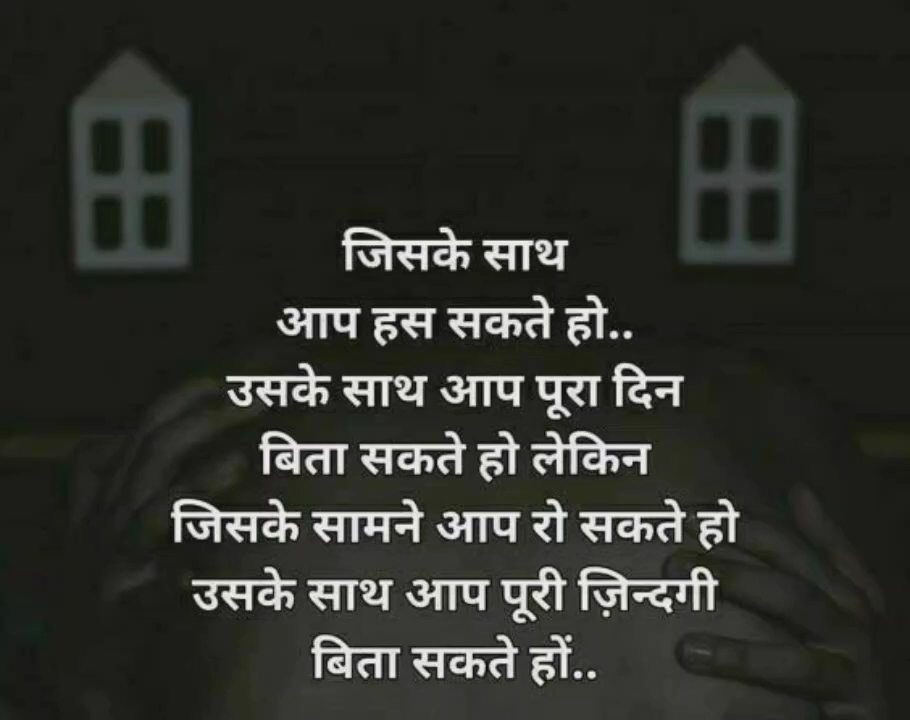 जिसके साथ
आप हस सकते हो..
उसके साथ आप पूरा दिन
बिता सकते हो लेकिन
जिसके सामने आप रो सकते हो
उसके साथ आप पूरी ज़िन्दगी
बिता सकते हों..